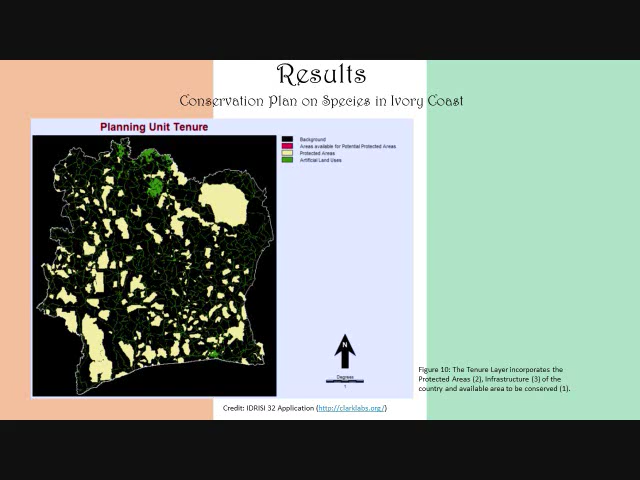 Results
Conservation Plan on Species in Ivory Coast
Planning Unit Tenure
Background
Areas available for Potential Protected Areas
Protected Areas
Artificial Land Uses
N
Degrees
Figure 10: The Tenure Layer incorporates the
Protected Areas (2), Infrastructure (3) of the
country and available area to be conserved (1).
Credit: IDRISI 32 Application (http://clarklabs.org/)